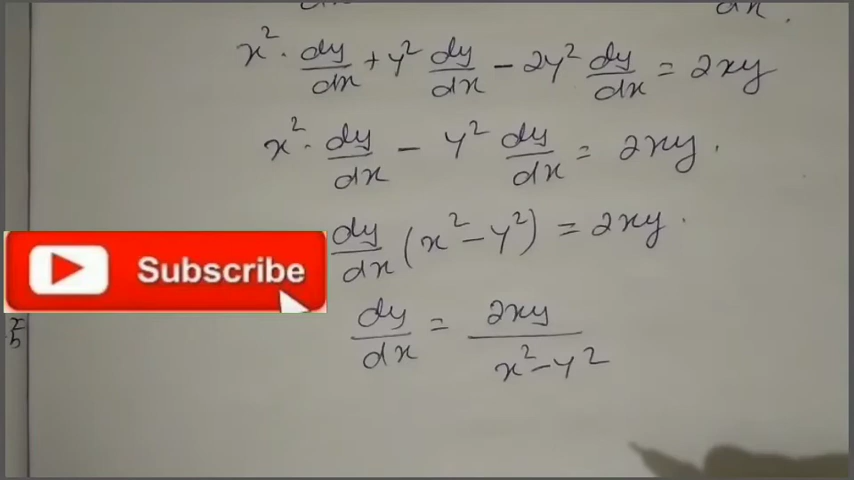 dx
x² · dy/dx + y² dy/dx - 2y² dy/dx = 2xy
x² · dy/dx - y² dy/dx = 2xy.
dy/dx (x² - y²) = 2xy.
Subscribe
dy/dx = 2xy / x² - y²